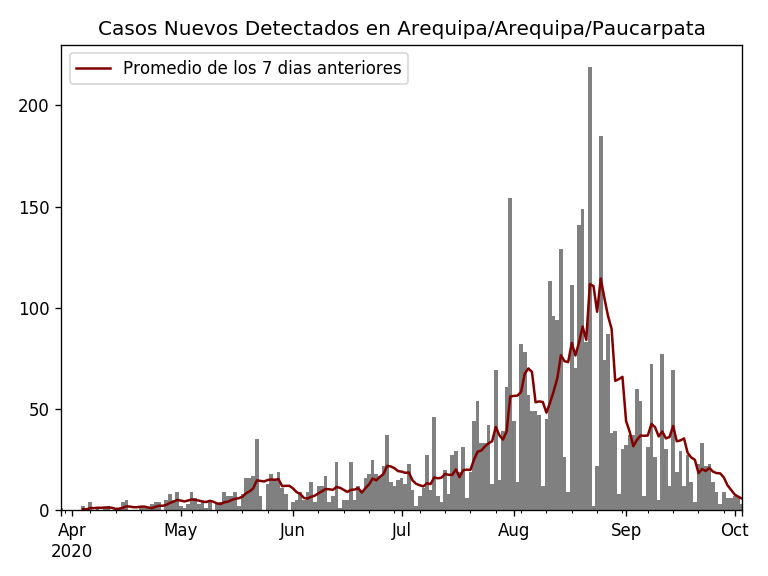 Casos Nuevos Detectados en Arequipa/Arequipa/Paucarpata
Promedio de los 7 dias anteriores
200
150
100
50
0
Apr May Jun Jul Aug Sep Oct
2020